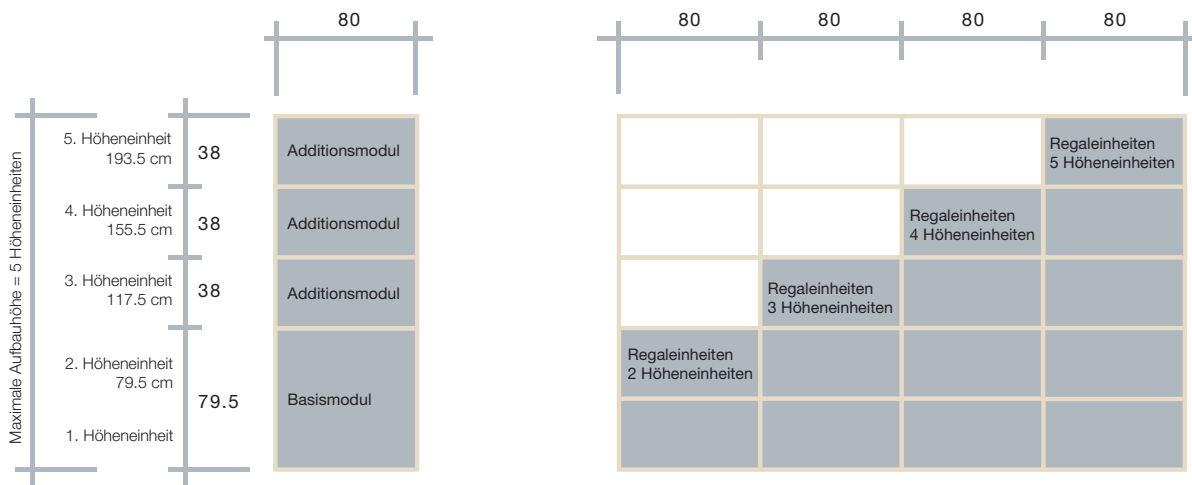 80
80
80
80
80
Maximale Aufbauhöhe = 5 Höheneinheiten
5. Höheneinheit
193.5 cm
38
Additionsmodul
4. Höheneinheit
155.5 cm
38
Additionsmodul
3. Höheneinheit
117.5 cm
38
Additionsmodul
2. Höheneinheit
79.5 cm
79.5
Basismodul
1. Höheneinheit
Regaleinheiten
5 Höheneinheiten
Regaleinheiten
4 Höheneinheiten
Regaleinheiten
3 Höheneinheiten
Regaleinheiten
2 Höheneinheiten